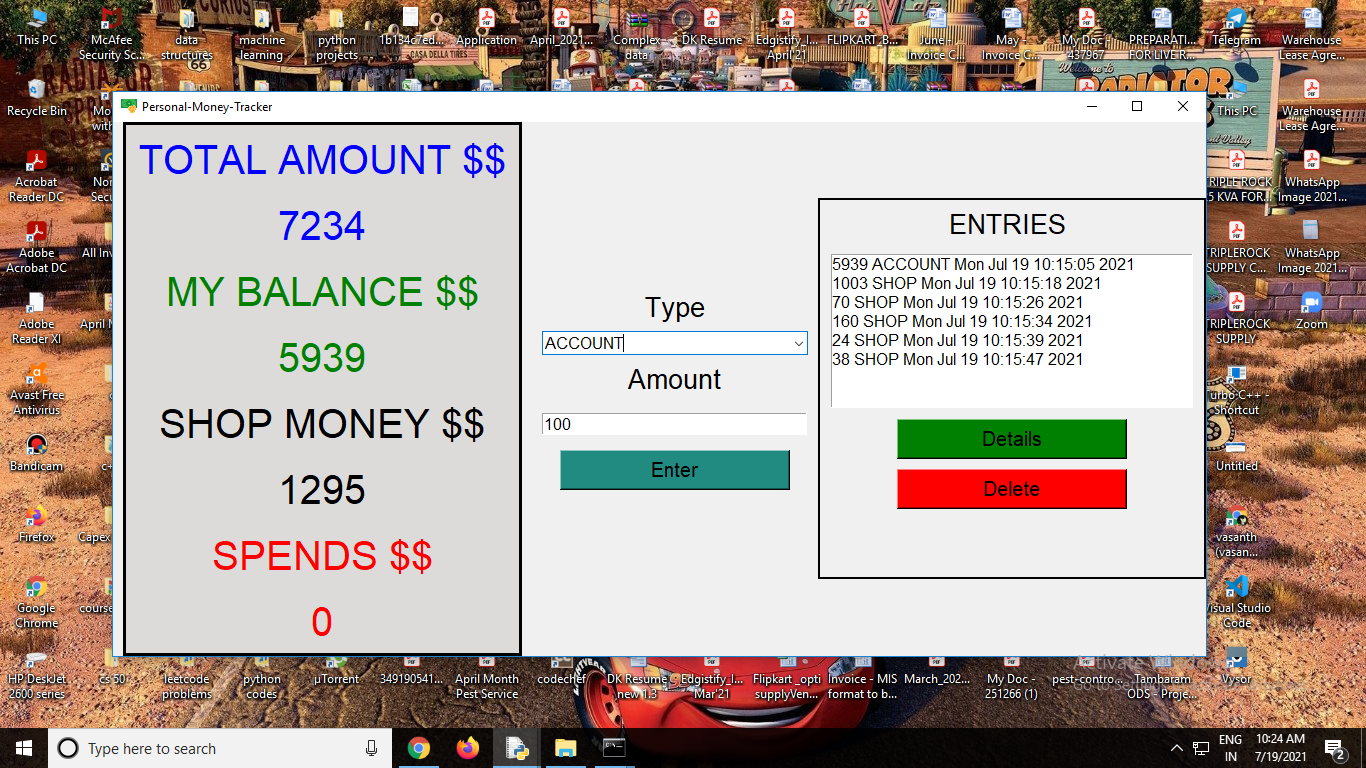 This PC
McAfee
Security Sc...
data
structures
machine
learning
python
projects
1b134c7ed...
Application
April_2021...
Complex-
data
DK Resume
Edgistify_I...
April'21
FLIPKART_B...
June -
Invoice C...
May -
Invoice C...
My Doc -
437967
PREPARATI...
FOR LIVE R...
Telegram
Warehouse
Lease Agre...
Recycle Bin
This PC
Warehouse
Lease Agre...
Personal-Money-Tracker
TOTAL AMOUNT $$
7234
MY BALANCE $$
5939
SHOP MONEY $$
1295
SPENDS $$
0
Type
ACCOUNT
Amount
100
Enter
ENTRIES
5939 ACCOUNT Mon Jul 19 10:15:05 2021
1003 SHOP Mon Jul 19 10:15:18 2021
70 SHOP Mon Jul 19 10:15:26 2021
160 SHOP Mon Jul 19 10:15:34 2021
24 SHOP Mon Jul 19 10:15:39 2021
38 SHOP Mon Jul 19 10:15:47 2021
Details
Delete
Acrobat
Reader DC
Adobe
Acrobat DC
All Inv
Adobe
Reader XI
April M
Avast Free
Antivirus
Bandicam
Firefox
Capex
Google
Chrome
course
TRIPLE ROCK
5 KVA FOR...
WhatsApp
Image 2021...
TRIPLEROCK
SUPPLY C...
WhatsApp
Image 2021...
TRIPLEROCK
SUPPLY
Zoom
Turbo C++ -
Shortcut
Untitled
vasanth
(vasan...
Visual Studio
Code
HP DeskJet
2600 series
cs 50
leetcode
problems
python
codes
µTorrent
349190541...
April Month
Pest Service
codechef
DK Resume
new 1.3
Edgistify_I...
Mar'21
Flipkart _opti
supplyVen...
Invoice - MIS
format to b...
March_202...
My Doc -
251266 (1)
pest-contro...
Tambaram
ODS - Proje...
Vysor
Type here to search
ENG
IN
10:24 AM
7/19/2021
2